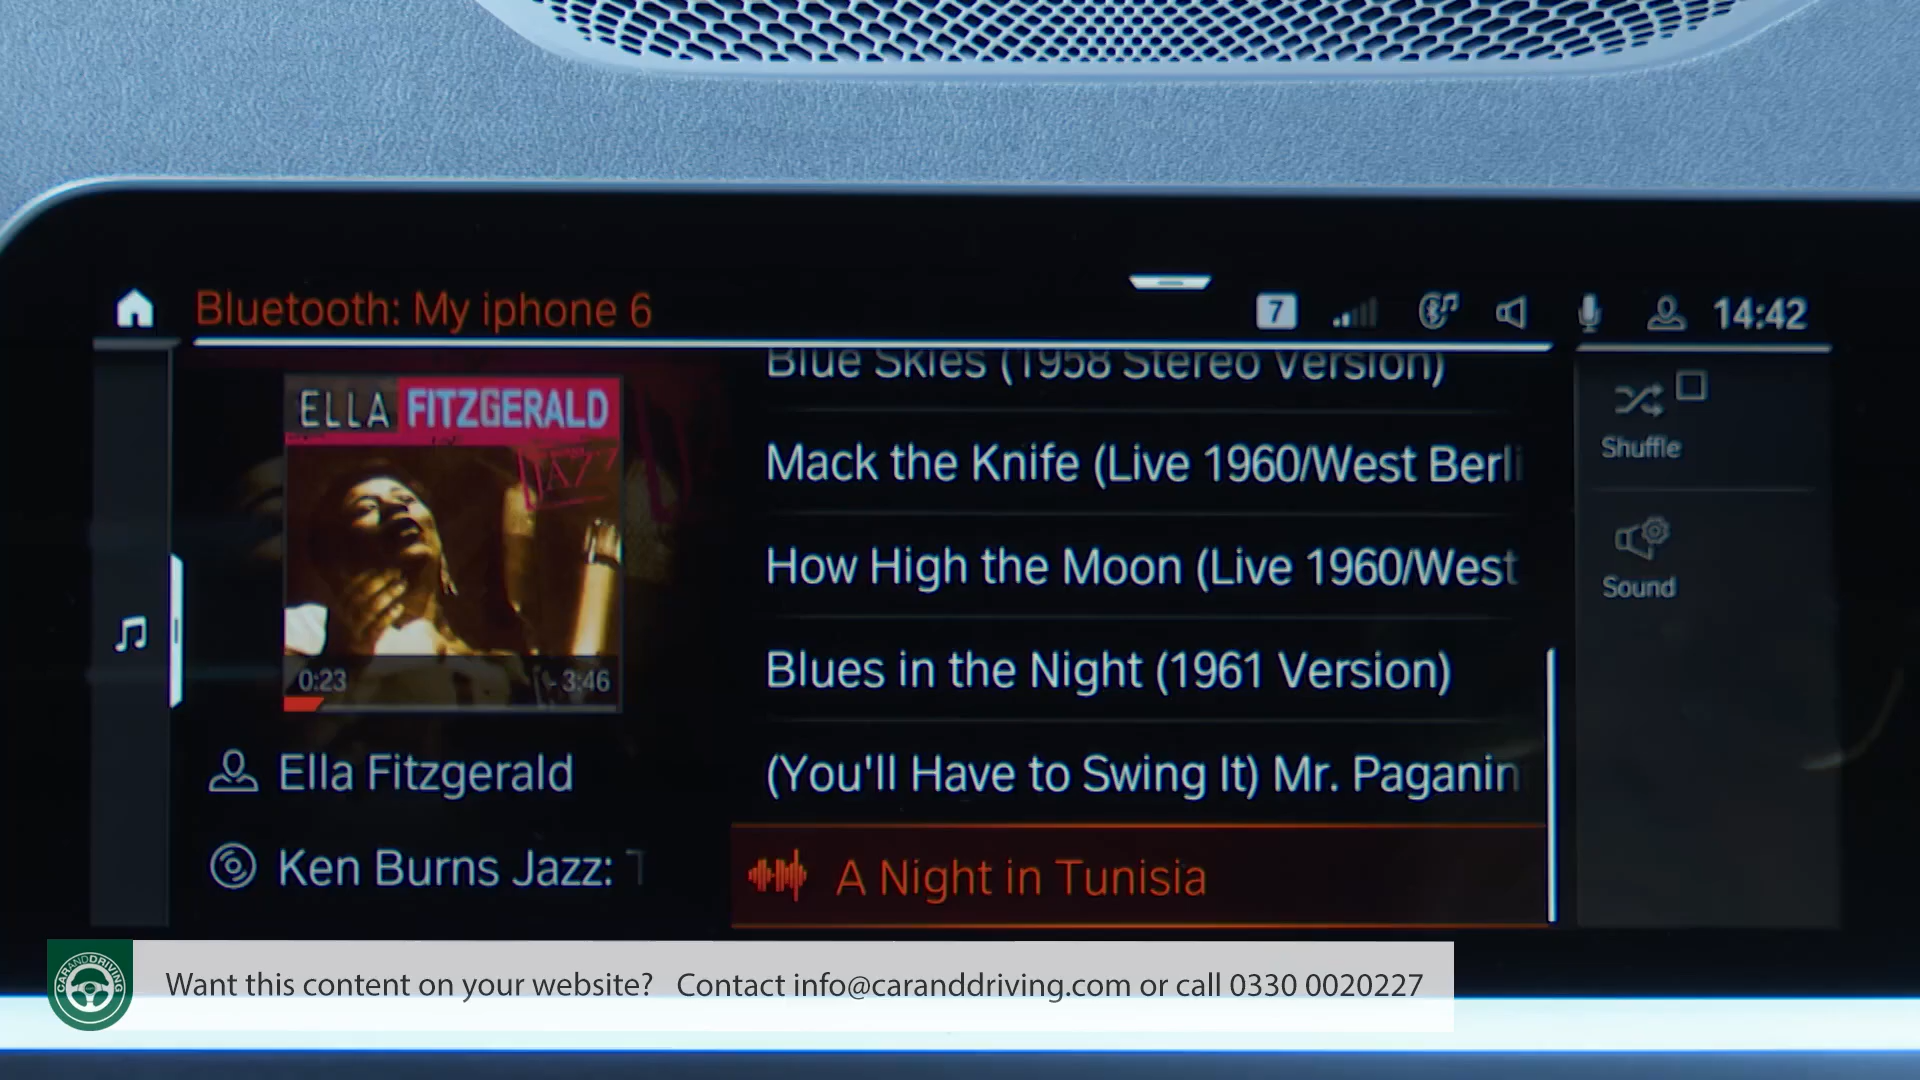 Bluetooth: My iphone 6
7
14:42
ELLA FITZGERALD
JAZZ
0:23
- 3:46
Ella Fitzgerald
Ken Burns Jazz:
Blue Skies (1958 Stereo Version)
Mack the Knife (Live 1960/West Berli
How High the Moon (Live 1960/West
Blues in the Night (1961 Version)
(You'll Have to Swing It) Mr. Paganin
A Night in Tunisia
Shuffle
Sound
CARANDDRIVING
Want this content on your website? Contact info@caranddriving.com or call 0330 0020227